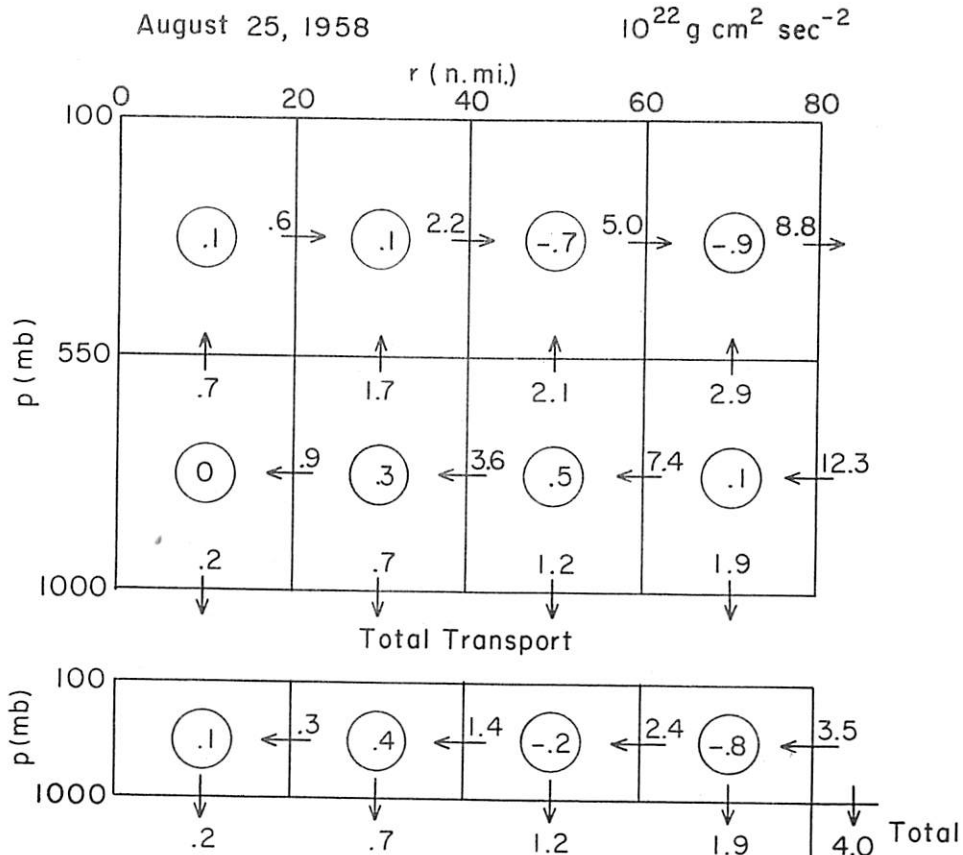 August 25, 1958 10²² g cm² sec⁻²
r (n.mi.)
0 20 40 60 80
100
.6 2.2 5.0 8.8
.1 .1 -.7 -.9
p (mb)
550
.7 1.7 2.1 2.9
.9 3.6 7.4 12.3
0 .3 .5 .1
.2 .7 1.2 1.9
1000
Total Transport
100
p (mb)
.3 1.4 2.4 3.5
.1 .4 -.2 -.8
1000
.2 .7 1.2 1.9 4.0 Total